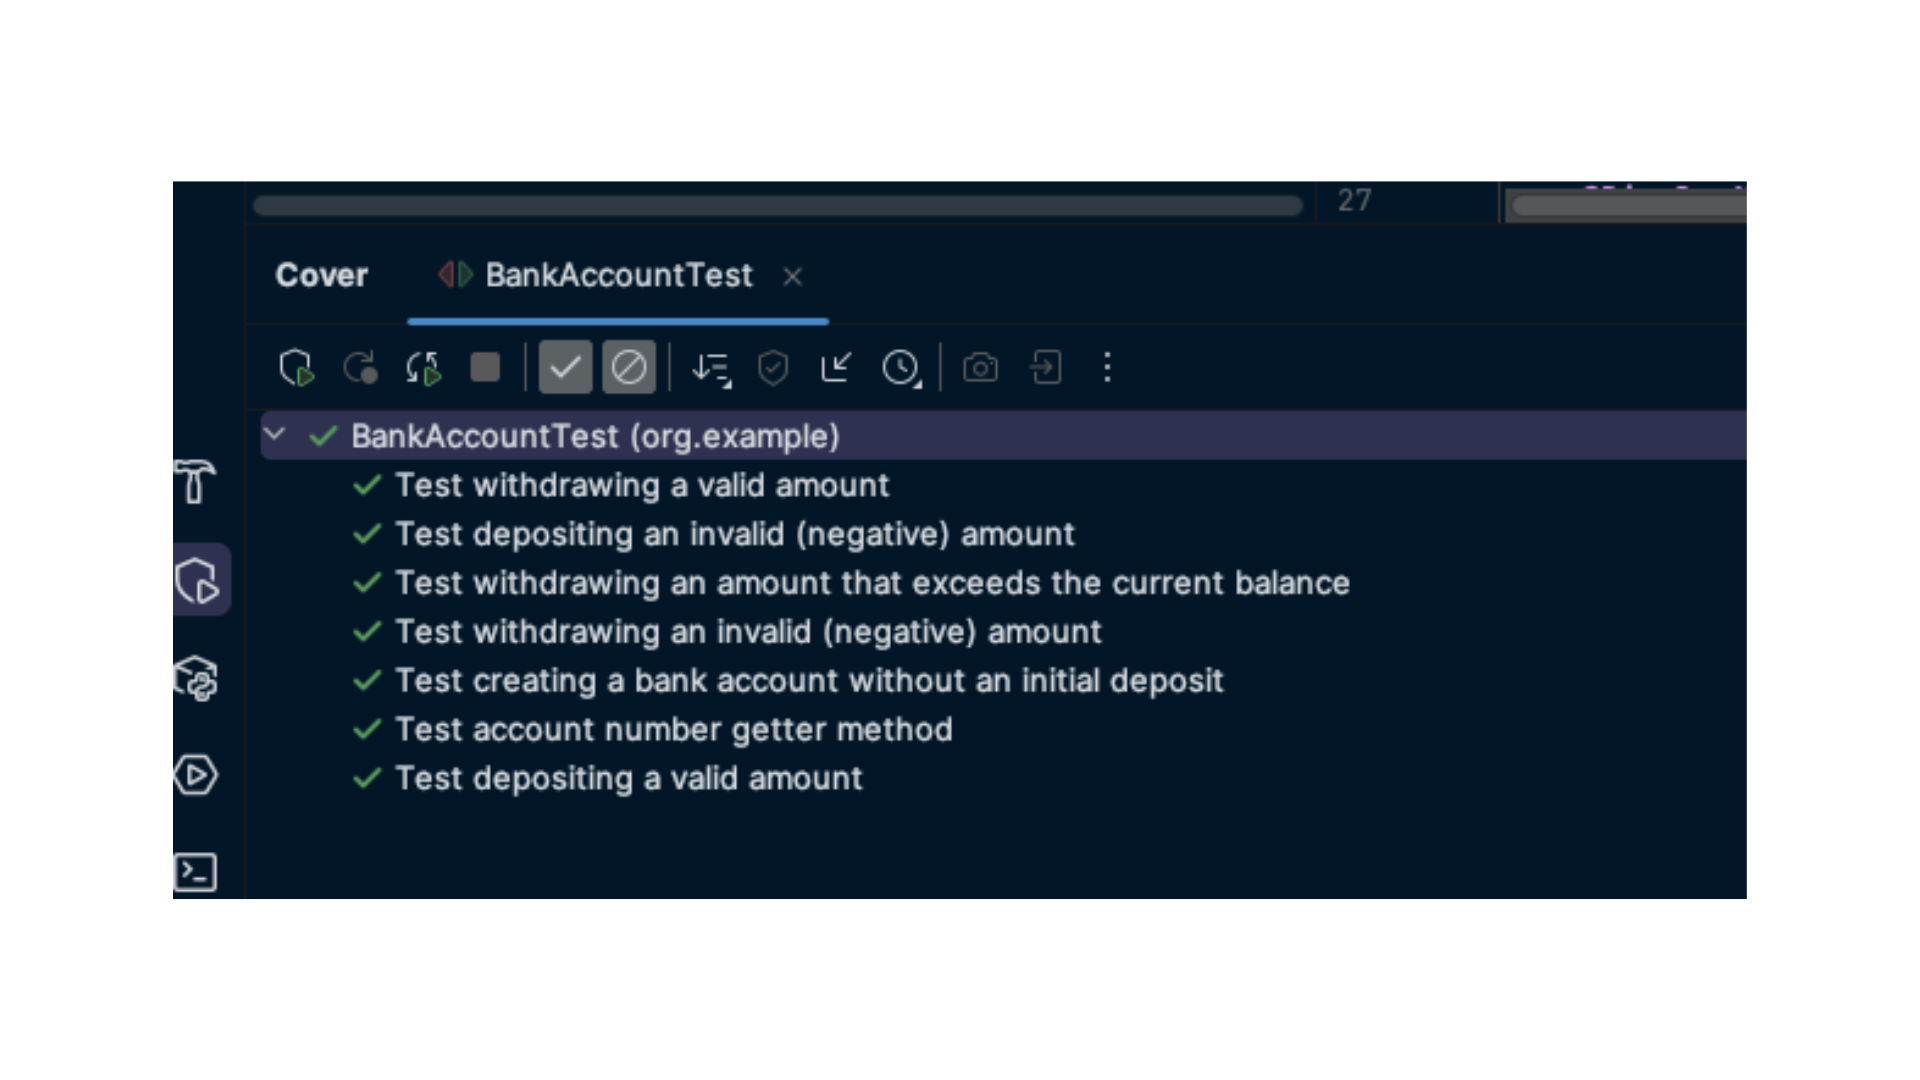 27
Cover BankAccountTest
BankAccountTest (org.example)
Test withdrawing a valid amount
Test depositing an invalid (negative) amount
Test withdrawing an amount that exceeds the current balance
Test withdrawing an invalid (negative) amount
Test creating a bank account without an initial deposit
Test account number getter method
Test depositing a valid amount